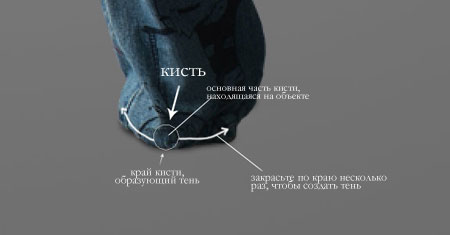 кисть
основная часть кисти,
находящаяся на объекте
край кисти,
образующий тень
закрасьте по краю несколько
раз, чтобы создать тень